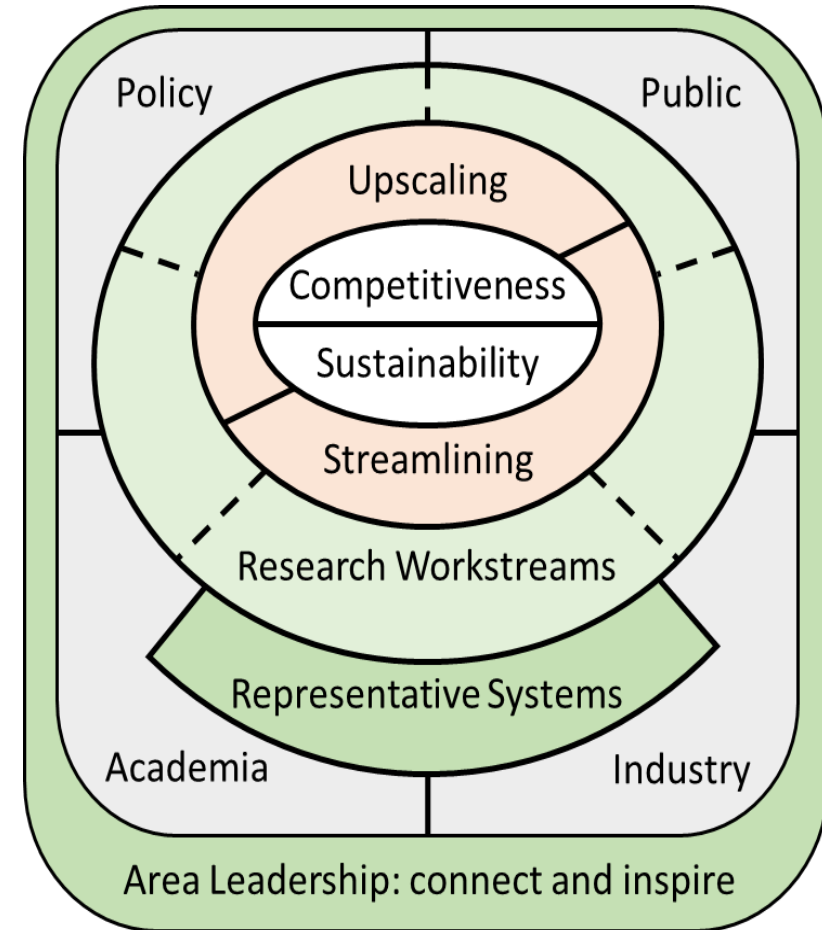 Policy
Public
Upscaling
Competitiveness
Sustainability
Streamlining
Research Workstreams
Representative Systems
Academia
Industry
Area Leadership: connect and inspire